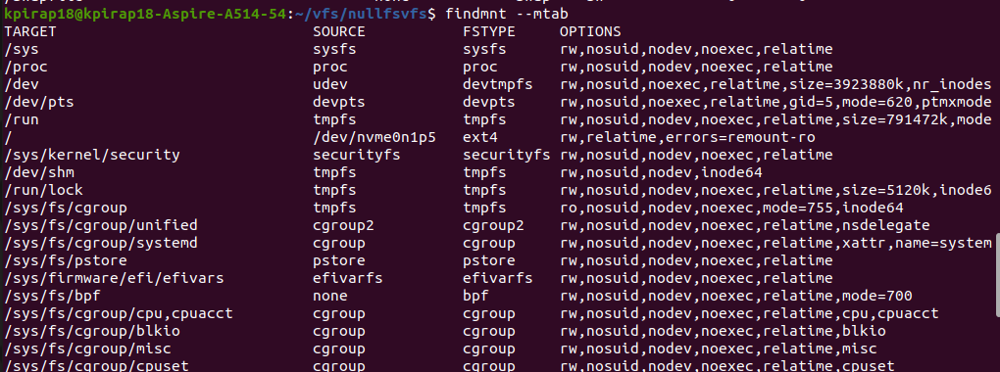 kpirap18@kpirap18-Aspire-A514-54:~/vfs/nullfsvfs$ findmnt --mtab
TARGET SOURCE FSTYPE OPTIONS
/sys sysfs sysfs rw,nosuid,nodev,noexec,relatime
/proc proc proc rw,nosuid,nodev,noexec,relatime
/dev udev devtmpfs rw,nosuid,noexec,relatime,size=3923880k,nr_inodes
/dev/pts devpts devpts rw,nosuid,noexec,relatime,gid=5,mode=620,ptmxmode
/run tmpfs tmpfs rw,nosuid,nodev,noexec,relatime,size=791472k,mode
/ /dev/nvme0n1p5 ext4 rw,relatime,errors=remount-ro
/sys/kernel/security securityfs securityfs rw,nosuid,nodev,noexec,relatime
/dev/shm tmpfs tmpfs rw,nosuid,nodev,inode64
/run/lock tmpfs tmpfs rw,nosuid,nodev,noexec,relatime,size=5120k,inode6
/sys/fs/cgroup tmpfs tmpfs ro,nosuid,nodev,noexec,mode=755,inode64
/sys/fs/cgroup/unified cgroup2 cgroup2 rw,nosuid,nodev,noexec,relatime,nsdelegate
/sys/fs/cgroup/systemd cgroup cgroup rw,nosuid,nodev,noexec,relatime,xattr,name=system
/sys/fs/pstore pstore pstore rw,nosuid,nodev,noexec,relatime
/sys/firmware/efi/efivars efivarfs efivarfs rw,nosuid,nodev,noexec,relatime
/sys/fs/bpf none bpf rw,nosuid,nodev,noexec,relatime,mode=700
/sys/fs/cgroup/cpu,cpuacct cgroup cgroup rw,nosuid,nodev,noexec,relatime,cpu,cpuacct
/sys/fs/cgroup/blkio cgroup cgroup rw,nosuid,nodev,noexec,relatime,blkio
/sys/fs/cgroup/misc cgroup cgroup rw,nosuid,nodev,noexec,relatime,misc
/sys/fs/cgroup/cpuset cgroup cgroup rw,nosuid,nodev,noexec,relatime,cpuset